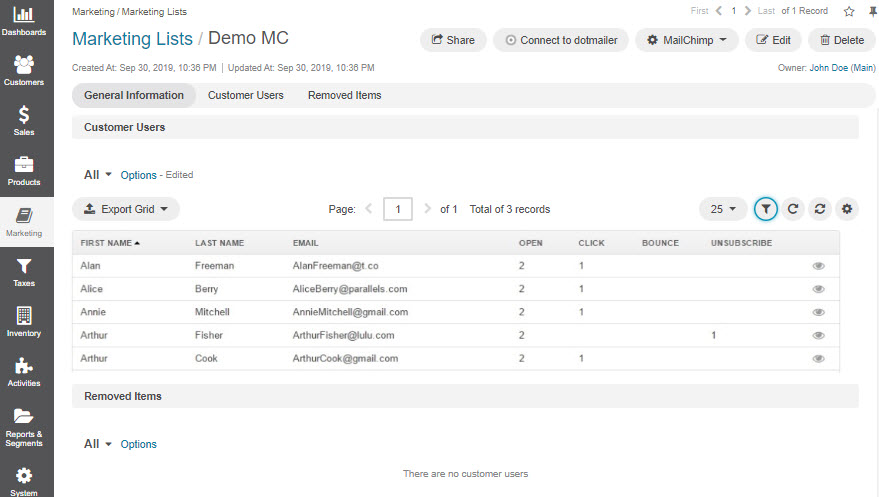 Marketing / Marketing Lists
First 1 Last of 1 Record
Marketing Lists / Demo MC
Share
Connect to dotmailer
MailChimp
Edit
Delete
Created At: Sep 30, 2019, 10:36 PM | Updated At: Sep 30, 2019, 10:36 PM
Owner: John Doe (Main)
Dashboards
Customers
Sales
Products
Marketing
Taxes
Inventory
Activities
Reports &
Segments
System
General Information Customer Users Removed Items
Customer Users
All Options - Edited
Export Grid Page: 1 of 1 Total of 3 records 25
FIRST NAME LAST NAME EMAIL OPEN CLICK BOUNCE UNSUBSCRIBE
Alan Freeman AlanFreeman@t.co 2 1
Alice Berry AliceBerry@parallels.com 2 1
Annie Mitchell AnnieMitchell@gmail.com 2 1
Arthur Fisher ArthurFisher@lulu.com 2 1
Arthur Cook ArthurCook@gmail.com 2 1
Removed Items
All Options
There are no customer users